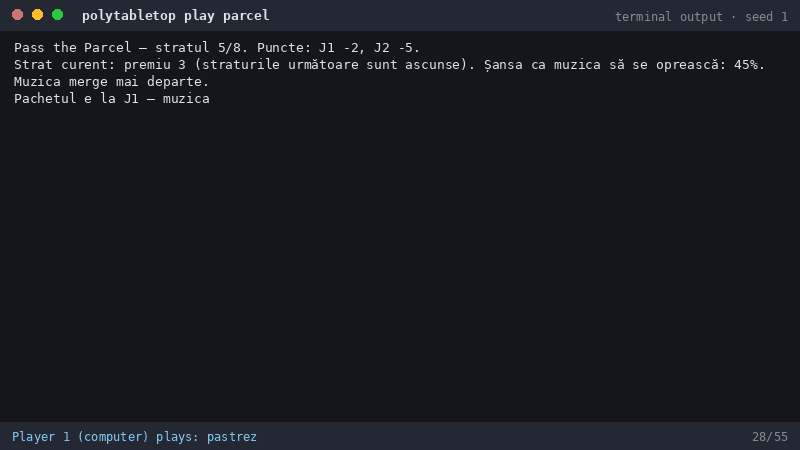 polytabletop play parcel
terminal output · seed 1
Pass the Parcel — stratul 5/8. Puncte: J1 -2, J2 -5.
Strat curent: premiu 3 (straturile următoare sunt ascunse). Șansa ca muzica să se oprească: 45%.
Muzica merge mai departe.
Pachetul e la J1 — muzica
Player 1 (computer) plays: pastrez
28/55